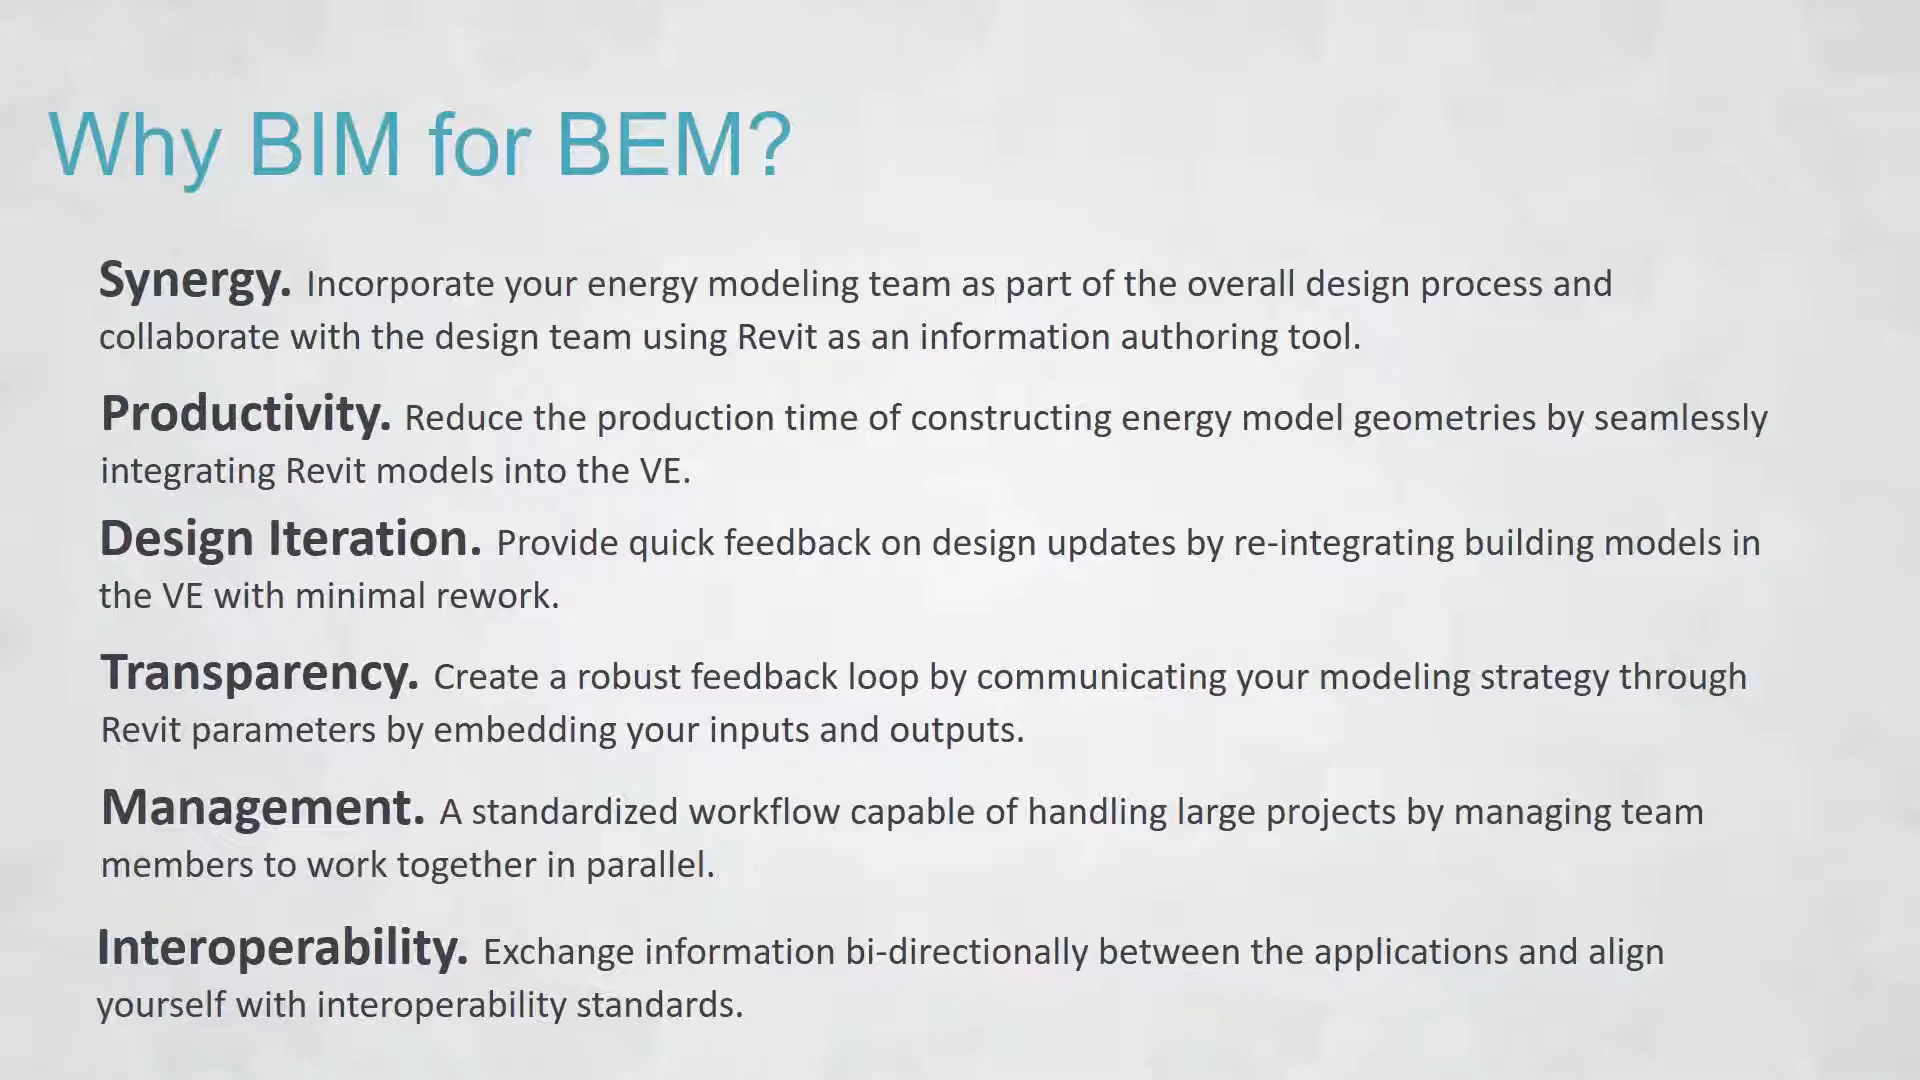 Why BIM for BEM?
Synergy. Incorporate your energy modeling team as part of the overall design process and
collaborate with the design team using Revit as an information authoring tool.
Productivity. Reduce the production time of constructing energy model geometries by seamlessly
integrating Revit models into the VE.
Design Iteration. Provide quick feedback on design updates by re-integrating building models in
the VE with minimal rework.
Transparency. Create a robust feedback loop by communicating your modeling strategy through
Revit parameters by embedding your inputs and outputs.
Management. A standardized workflow capable of handling large projects by managing team
members to work together in parallel.
Interoperability. Exchange information bi-directionally between the applications and align
yourself with interoperability standards.